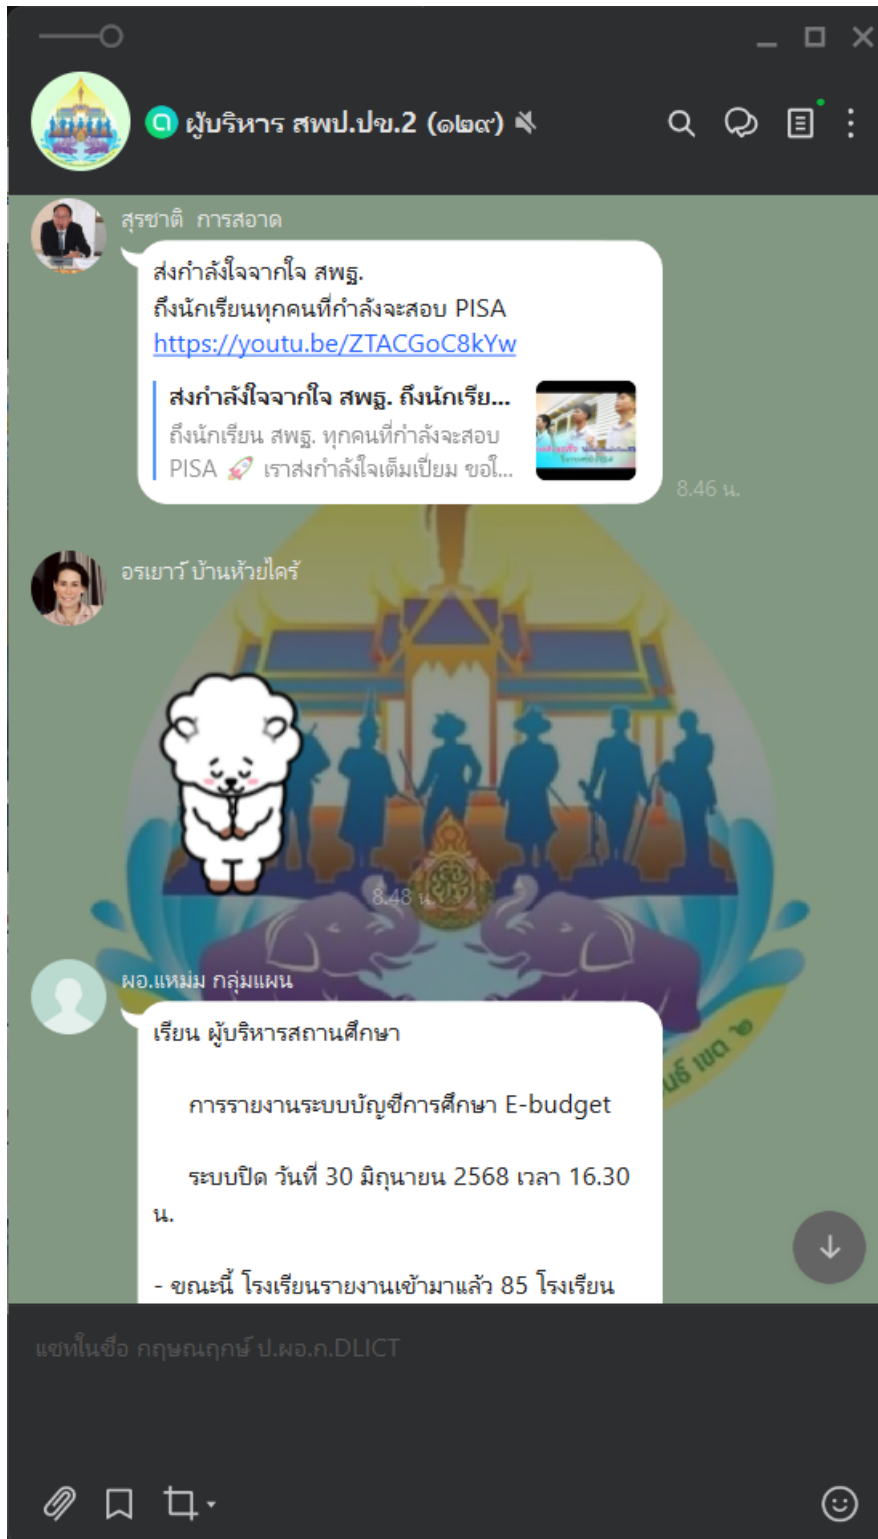 ผู้บริหาร สพป.ปข.2 (๑๒๙)
สุรชาติ การสอาด
ส่งกำลังใจจากใจ สพฐ.
ถึงนักเรียนทุกคนที่กำลังจะสอบ PISA
https://youtu.be/ZTACGoC8kYw
ส่งกำลังใจจากใจ สพฐ. ถึงนักเรีย...
ถึงนักเรียน สพฐ. ทุกคนที่กำลังจะสอบ
PISA 🚀 เราส่งกำลังใจเต็มเปี่ยม ขอใ...
8.46 น.
อรเยาว์ บ้านห้วยไคร้
8.48 น.
ผอ.แหม่ม กลุ่มแผน
เรียน ผู้บริหารสถานศึกษา
การรายงานระบบบัญชีการศึกษา E-budget
ระบบปิด วันที่ 30 มิถุนายน 2568 เวลา 16.30
น.
- ขณะนี้ โรงเรียนรายงานเข้ามาแล้ว 85 โรงเรียน
เขต ๒
แชทในชื่อ กฤษณฤกษ์ ป.ผอ.ก.DLICT